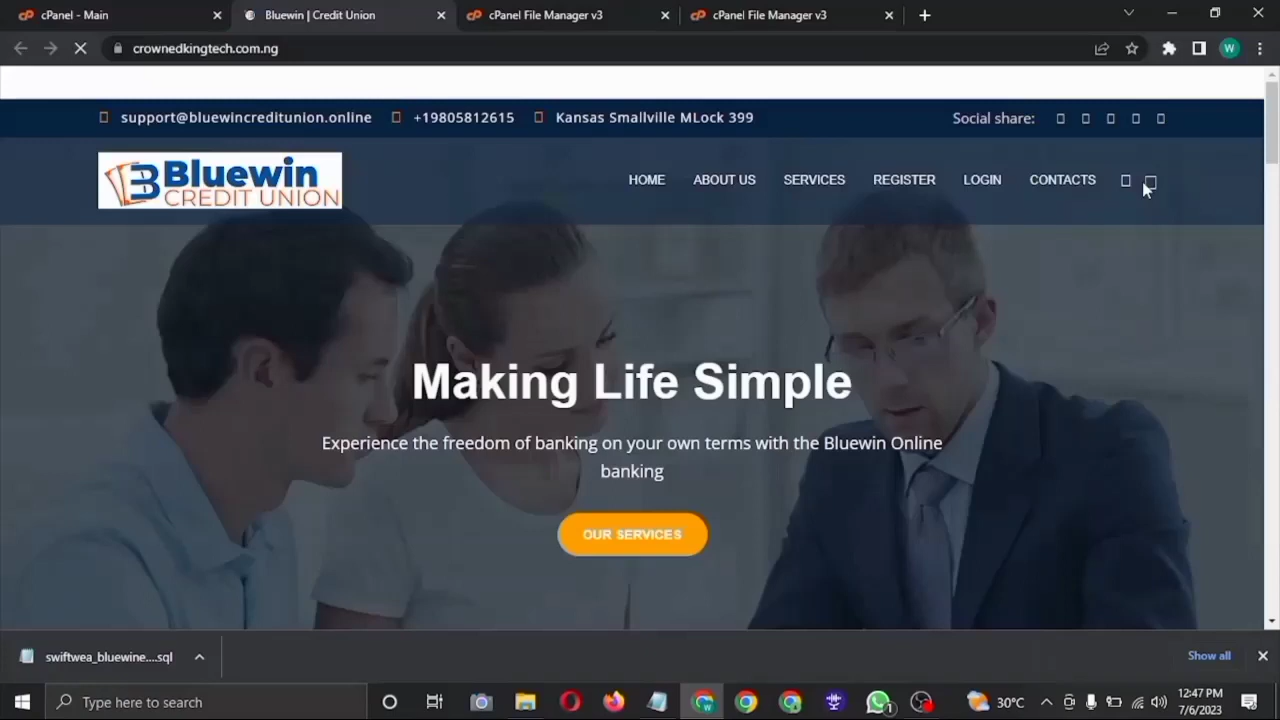 cPanel - Main
Bluewin | Credit Union
cPanel File Manager v3
cPanel File Manager v3
crownedkingtech.com.ng
W
support@bluewincreditunion.online
+19805812615
Kansas Smallville MLock 399
Social share:
Bluewin
CREDIT UNION
HOME
ABOUT US
SERVICES
REGISTER
LOGIN
CONTACTS
Making Life Simple
Experience the freedom of banking on your own terms with the Bluewin Online
banking
OUR SERVICES
swiftwea_bluewine....sql
Show all
Type here to search
1
30°C
12:47 PM
7/6/2023